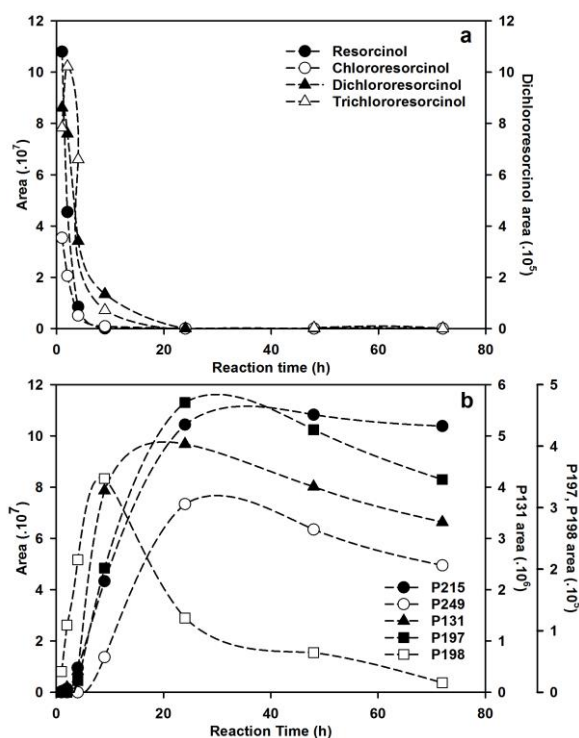 a
Resorcinol
Chlororesorcinol
Dichlororesorcinol
Trichlororesorcinol
Area (.10⁷)
Dichlororesorcinol area (.10⁵)
12
10
8
6
4
2
0
12
10
8
6
4
2
0
0 20 40 60 80
Reaction time (h)
b
12
10
8
6
4
2
0
Area (.10⁷)
6
5
4
3
2
1
0
P131 area (.10⁶)
5
4
3
2
1
0
P197, P198 area (.10⁵)
P215
P249
P131
P197
P198
0 20 40 60 80
Reaction Time (h)